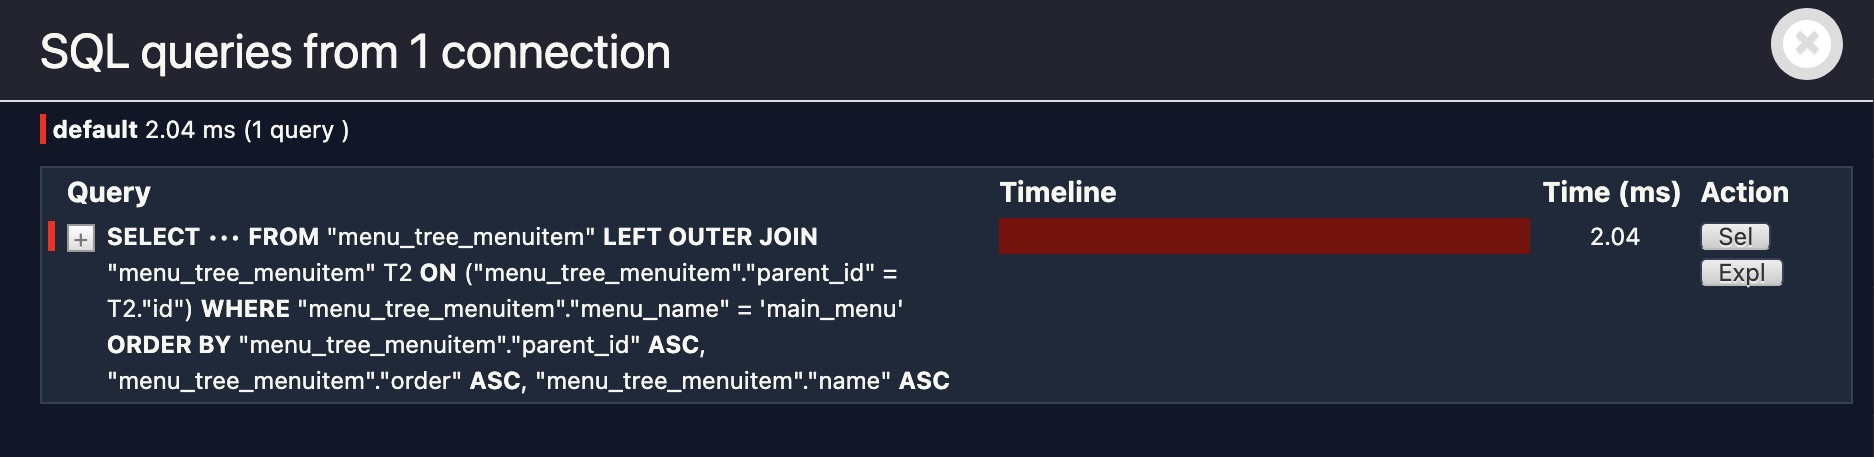 SQL queries from 1 connection
default 2.04 ms (1 query )
Query Timeline Time (ms) Action
SELECT ••• FROM "menu_tree_menuitem" LEFT OUTER JOIN 2.04 Sel
"menu_tree_menuitem" T2 ON ("menu_tree_menuitem"."parent_id" = Expl
T2."id") WHERE "menu_tree_menuitem"."menu_name" = 'main_menu'
ORDER BY "menu_tree_menuitem"."parent_id" ASC,
"menu_tree_menuitem"."order" ASC, "menu_tree_menuitem"."name" ASC